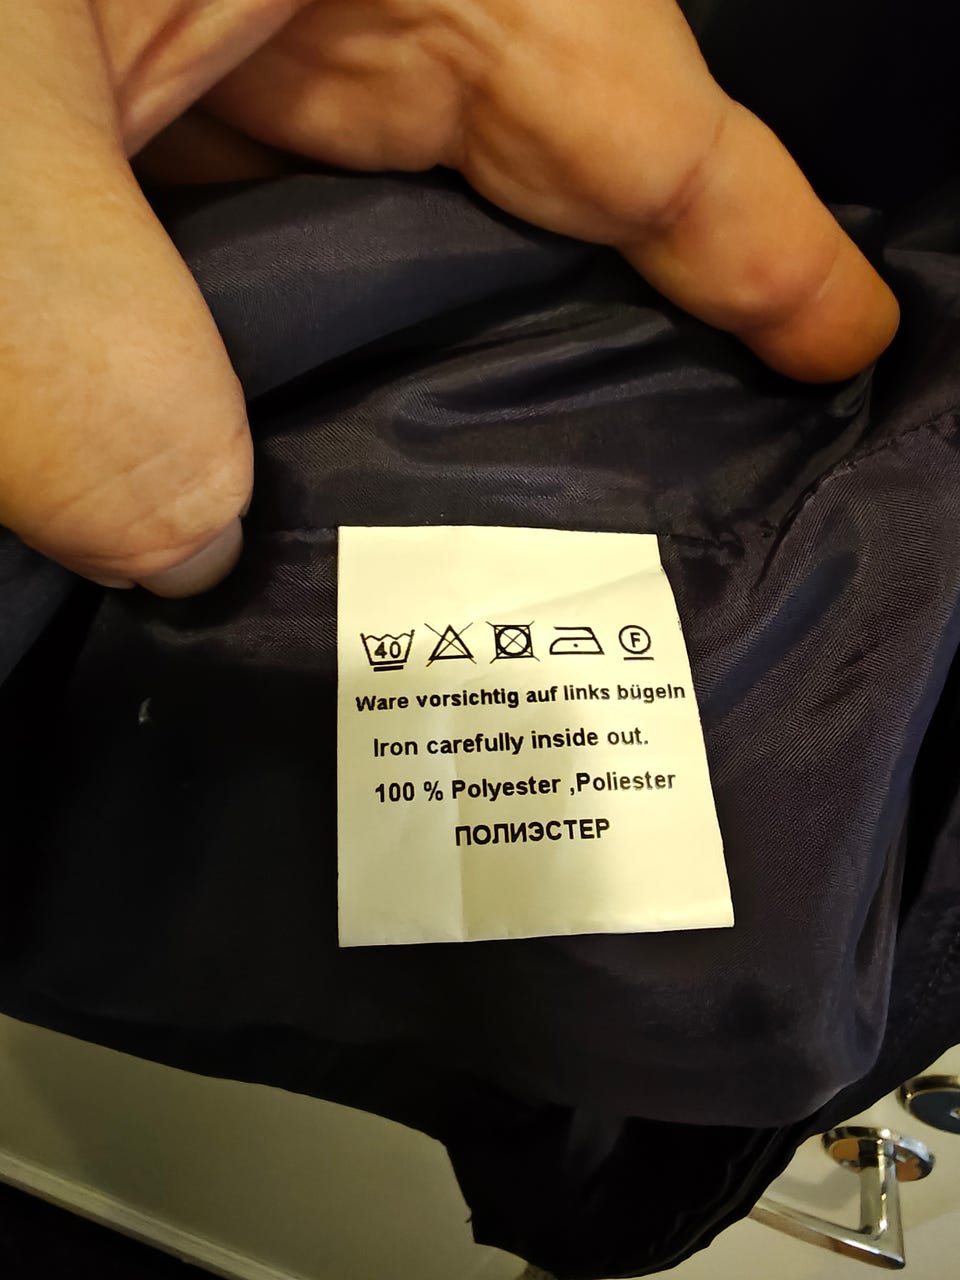 40 F
Ware vorsichtig auf links bügeln
Iron carefully inside out.
100 % Polyester ,Poliester
ПОЛИЭСТЕР